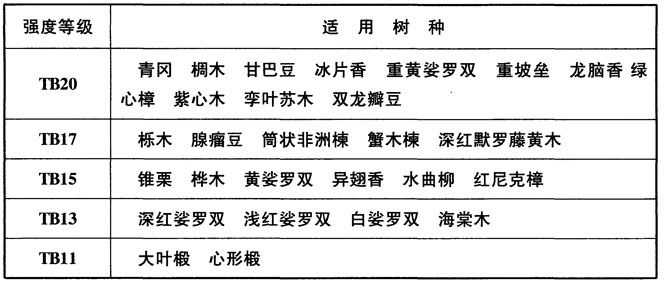 强度等级 适用树种
TB20 青冈 椆木 甘巴豆 冰片香 重黄娑罗双 重坡垒 龙脑香 绿
心樟 紫心木 孪叶苏木 双龙瓣豆
TB17 栎木 腺瘤豆 筒状非洲楝 蟹木楝 深红默罗藤黄木
TB15 锥栗 桦木 黄娑罗双 异翅香 水曲柳 红尼克樟
TB13 深红娑罗双 浅红娑罗双 白娑罗双 海棠木
TB11 大叶椴 心形椴